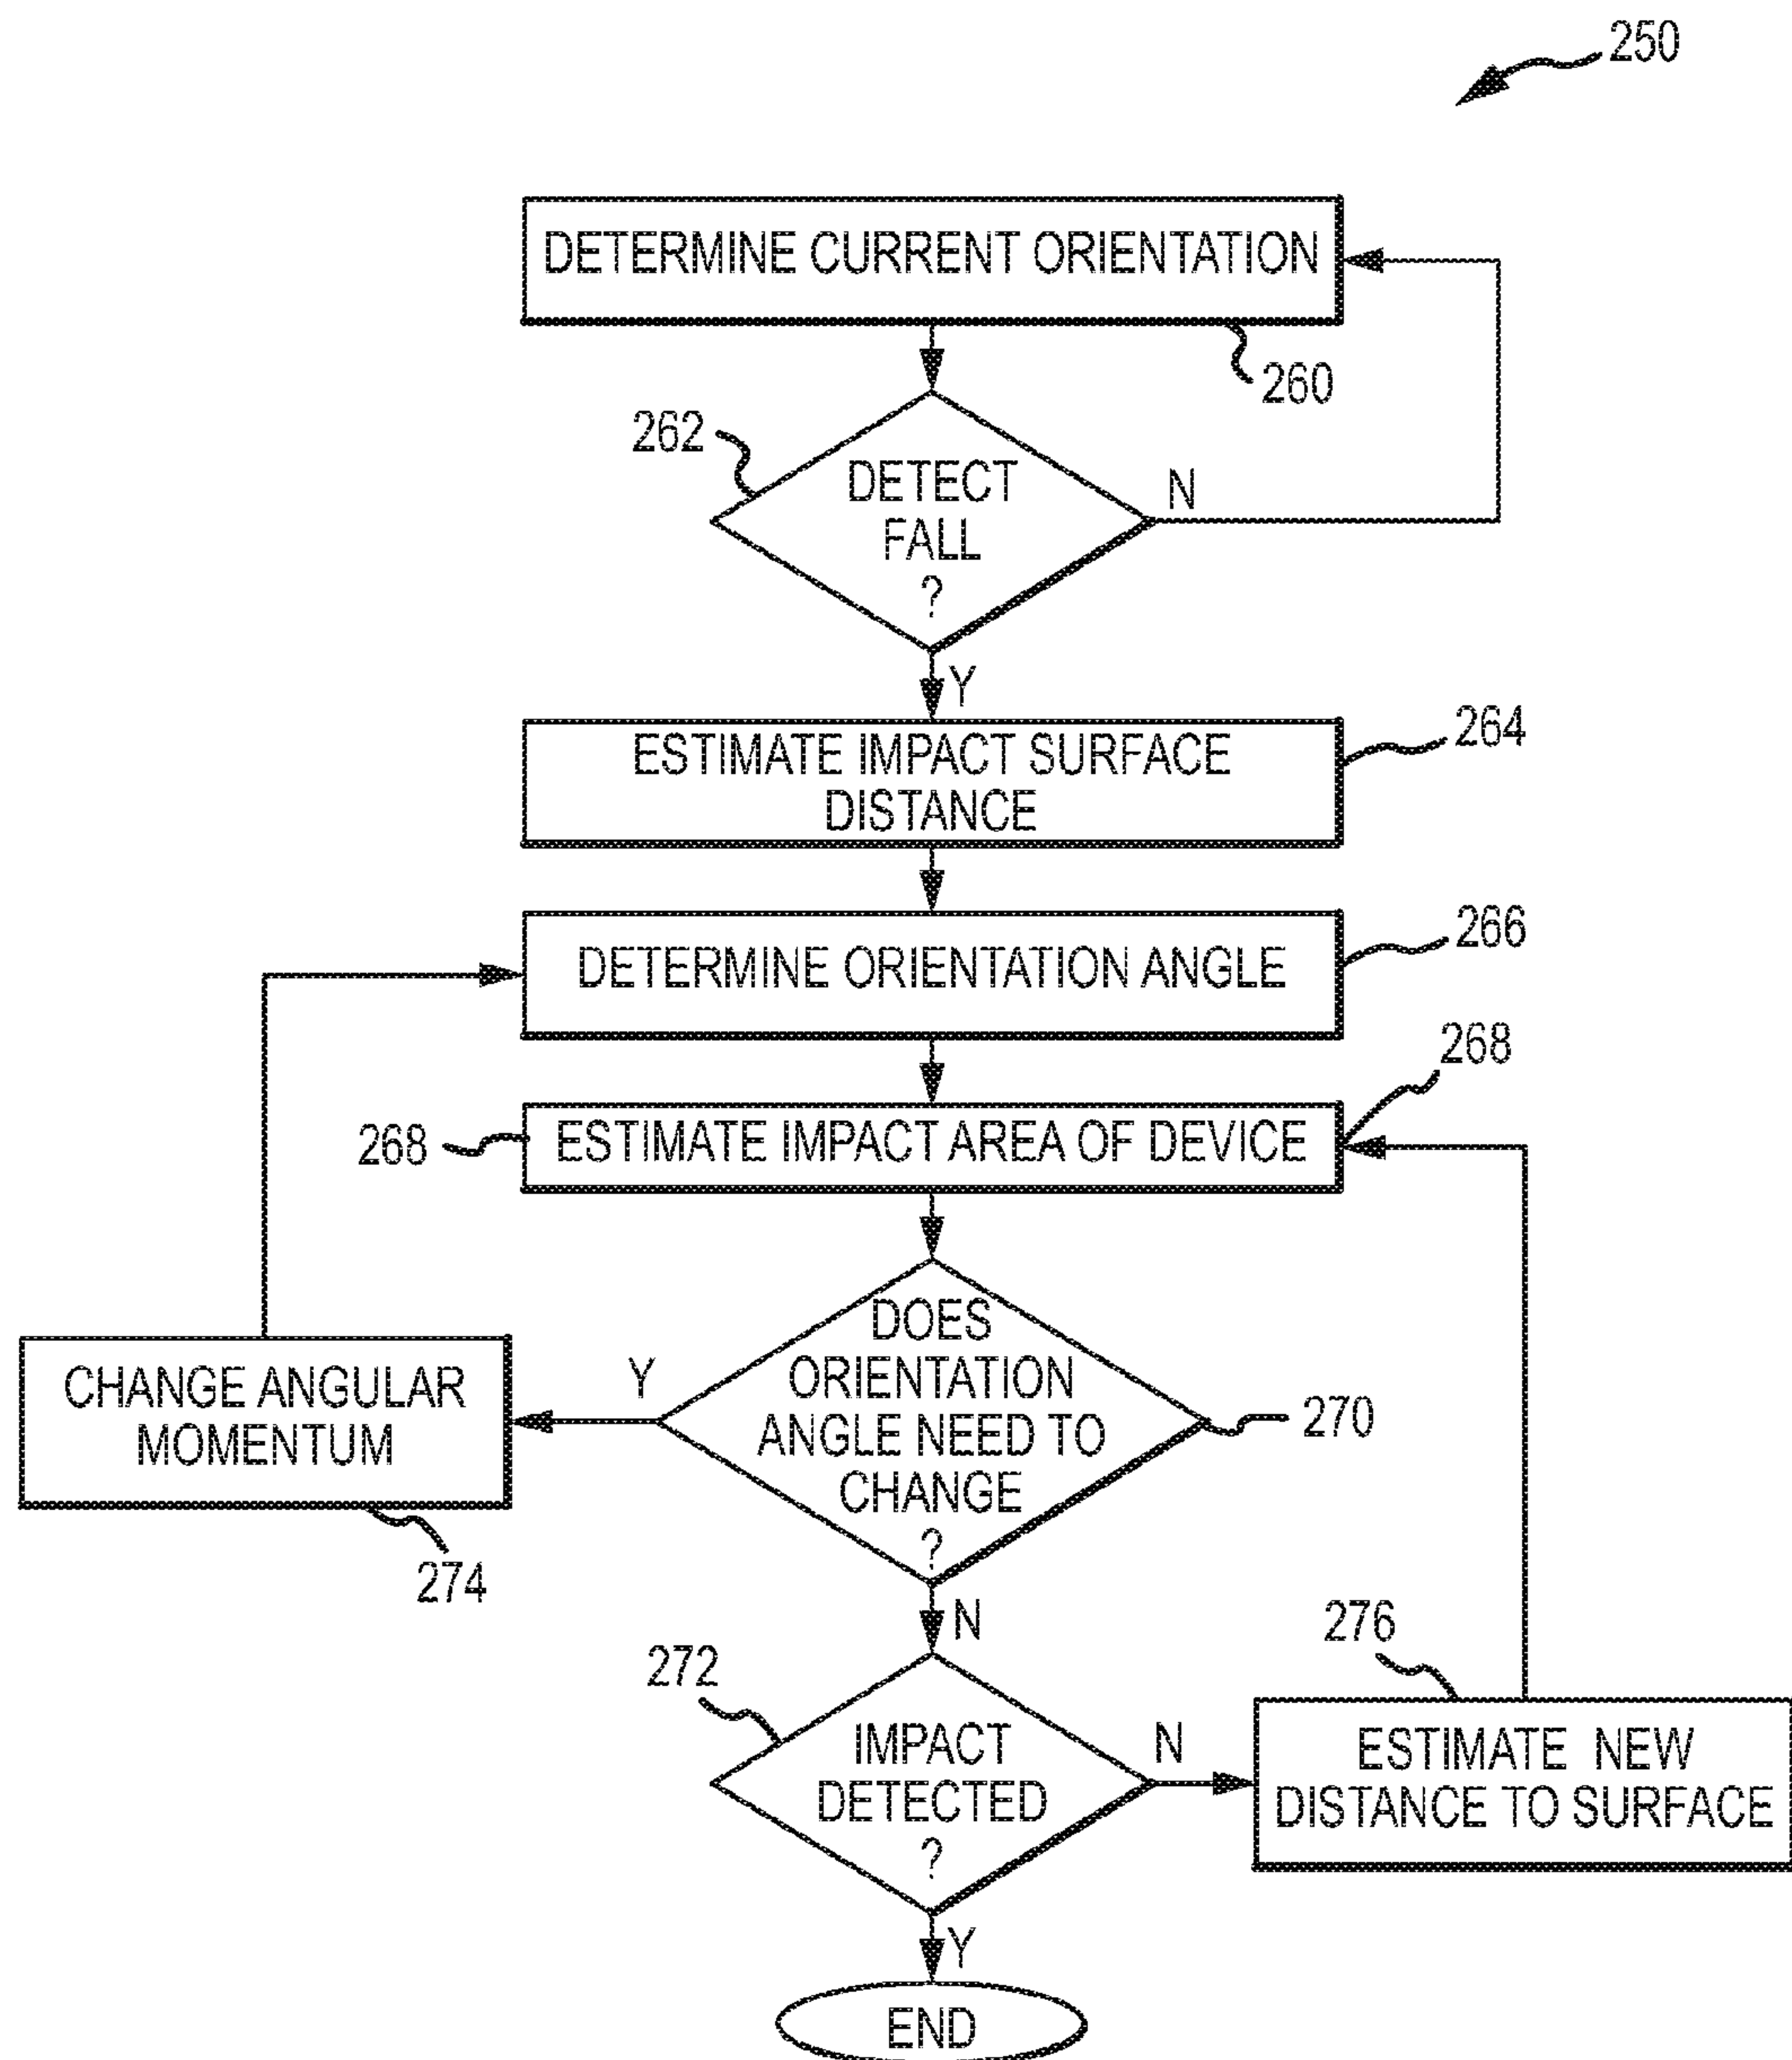 250
DETERMINE CURRENT ORIENTATION
260
262
DETECT
FALL
?
N
Y
264
ESTIMATE IMPACT SURFACE
DISTANCE
266
DETERMINE ORIENTATION ANGLE
268
268
ESTIMATE IMPACT AREA OF DEVICE
DOES
ORIENTATION
ANGLE NEED TO
CHANGE
?
Y
270
CHANGE ANGULAR
MOMENTUM
274
N
276
272
IMPACT
DETECTED
?
N
ESTIMATE NEW
DISTANCE TO SURFACE
Y
END